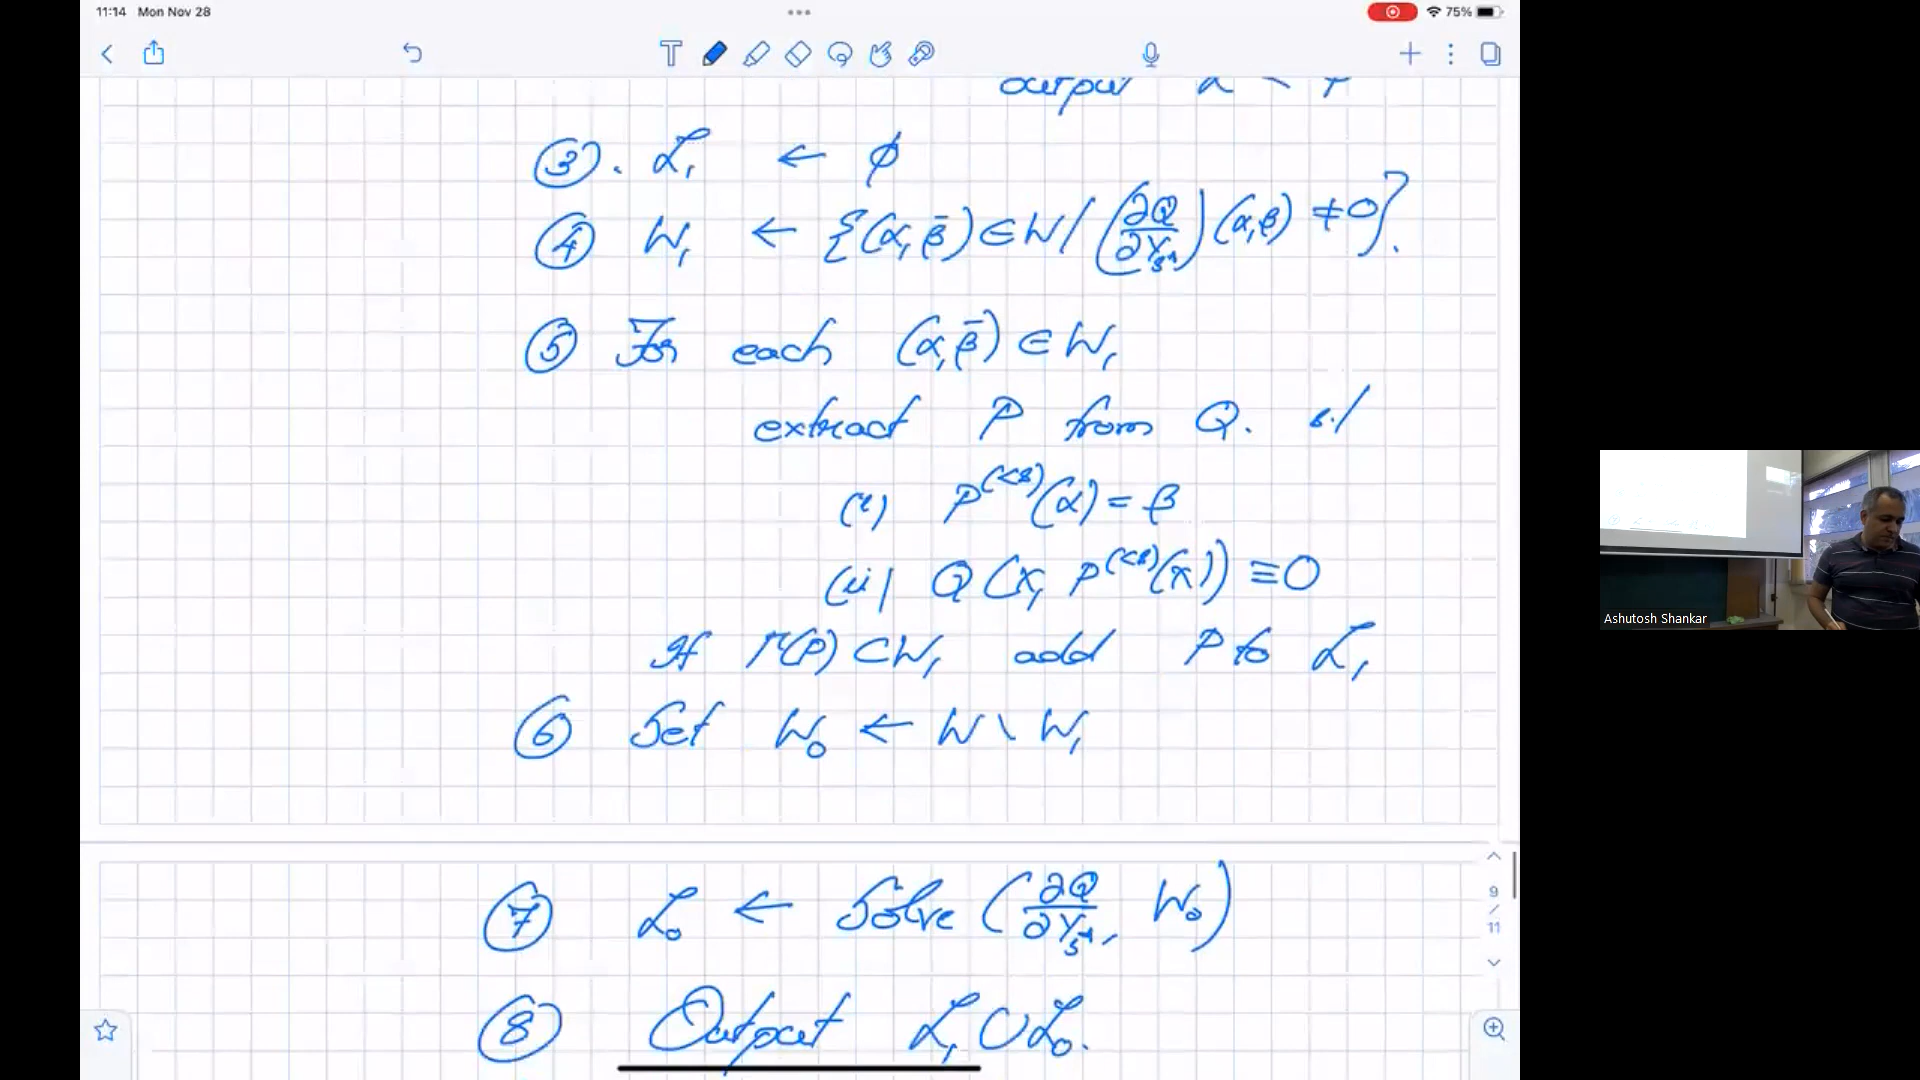 11:14 Mon Nov 28
75%
output
③. ℒ₁ ← φ
④ W₁ ← {(α, β̄) ∈ W / (∂Q/∂Y_{s-1})(α, β) ≠ 0}.
⑤ For each (α, β̄) ∈ W₁
extract P from Q. s/
(i) P^{(<s)}(α) = β
(ii) Q(X, P^{(<s)}(X)) ≡ 0
If Γ(P) ⊂ W₁ add P to ℒ₁
⑥ Set W₀ ← W \ W₁
⑦ ℒ₀ ← Solve (∂Q/∂Y_{s-1}, W₀)
⑧ Output ℒ₁ ∪ ℒ₀.
9
/
11
Ashutosh Shankar